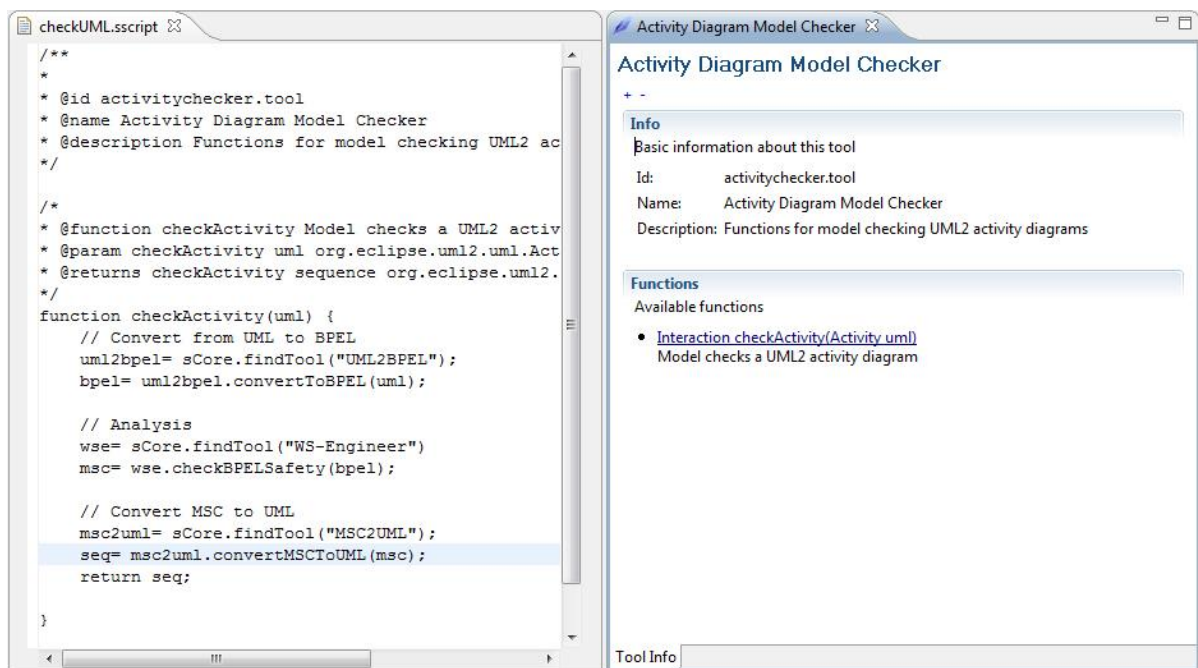 checkUML.sscript
/**
*
* @id activitychecker.tool
* @name Activity Diagram Model Checker
* @description Functions for model checking UML2 ac
*/
/*
* @function checkActivity Model checks a UML2 activ
* @param checkActivity uml org.eclipse.uml2.uml.Act
* @returns checkActivity sequence org.eclipse.uml2.
*/
function checkActivity(uml) {
// Convert from UML to BPEL
uml2bpel= sCore.findTool("UML2BPEL");
bpel= uml2bpel.convertToBPEL(uml);
// Analysis
wse= sCore.findTool("WS-Engineer")
msc= wse.checkBPELSafety(bpel);
// Convert MSC to UML
msc2uml= sCore.findTool("MSC2UML");
seq= msc2uml.convertMSCToUML(msc);
return seq;
}
Activity Diagram Model Checker
Activity Diagram Model Checker
+ -
Info
Basic information about this tool
Id: activitychecker.tool
Name: Activity Diagram Model Checker
Description: Functions for model checking UML2 activity diagrams
Functions
Available functions
• Interaction checkActivity(Activity uml)
Model checks a UML2 activity diagram
Tool Info